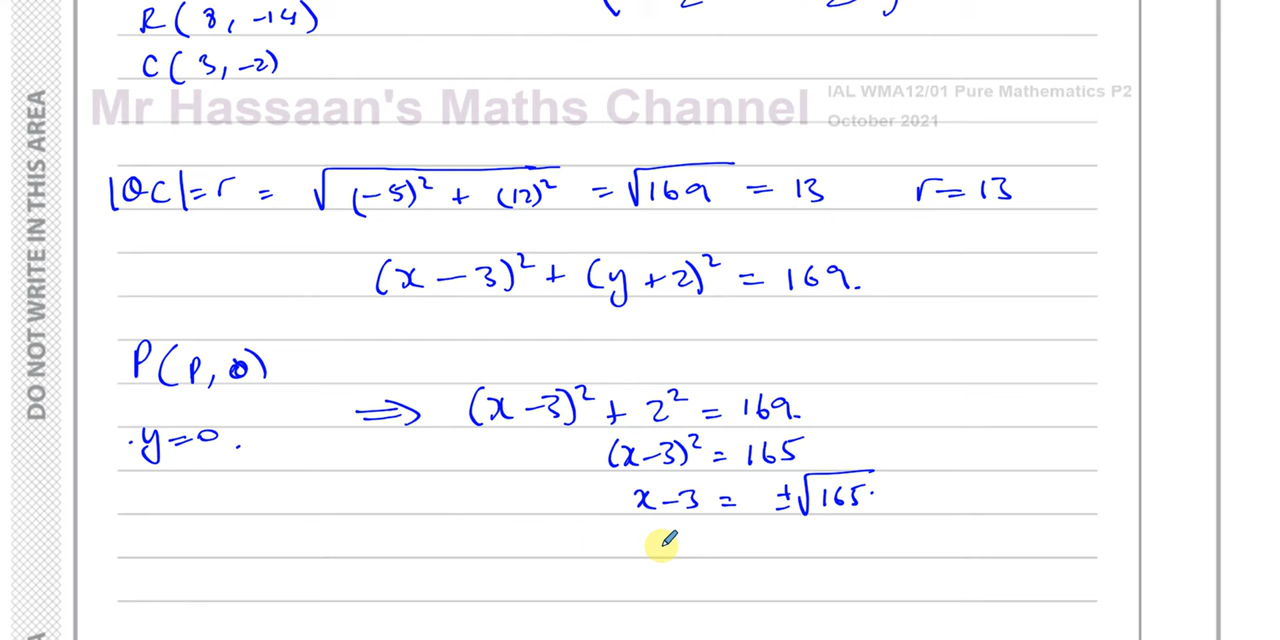 R(8, -14)
C(3, -2)
Mr Hassaan's Maths Channel
IAL WMA12/01 Pure Mathematics P2
October 2021
DO NOT WRITE IN THIS AREA
|QC| = r = √((-5)² + (12)²) = √169 = 13 r = 13
(x - 3)² + (y + 2)² = 169.
P(p, 0)
⇒ (x - 3)² + 2² = 169.
y = 0.
(x - 3)² = 165
x - 3 = ±√165.